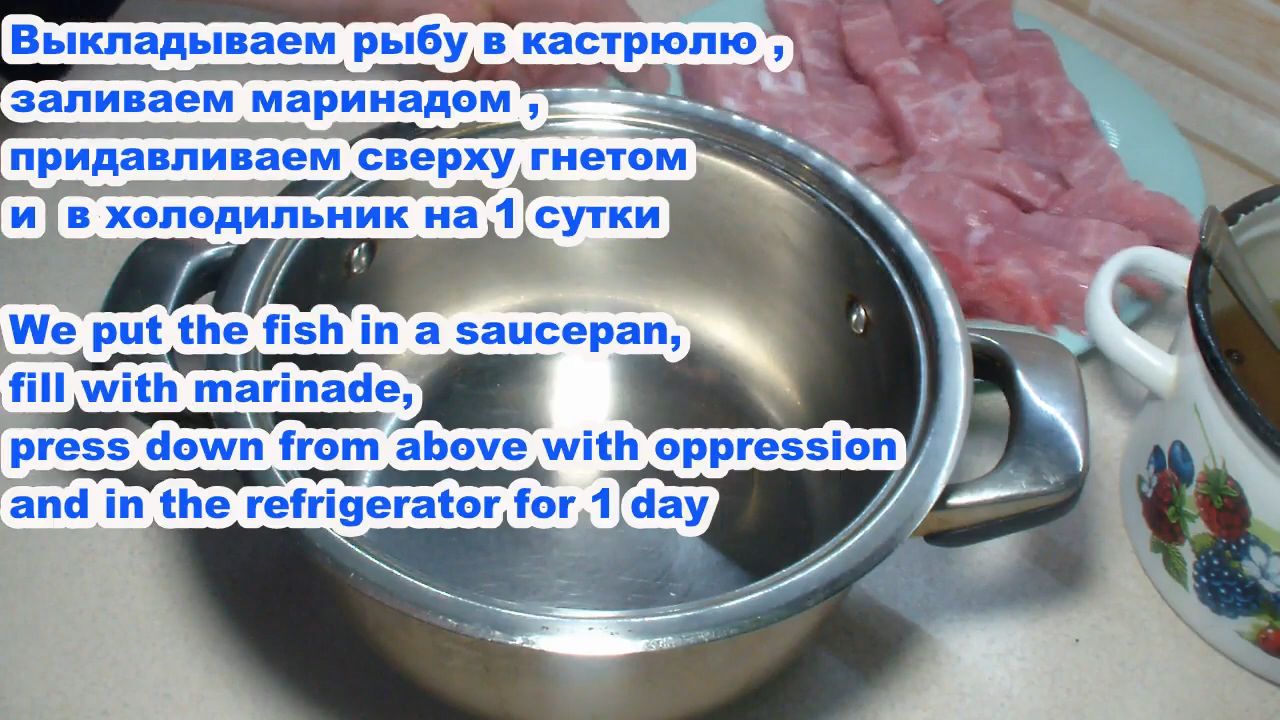 Выкладываем рыбу в кастрюлю ,
заливаем маринадом ,
придавливаем сверху гнетом
и  в холодильник на 1 сутки
We put the fish in a saucepan,
fill with marinade,
press down from above with oppression
and in the refrigerator for 1 day